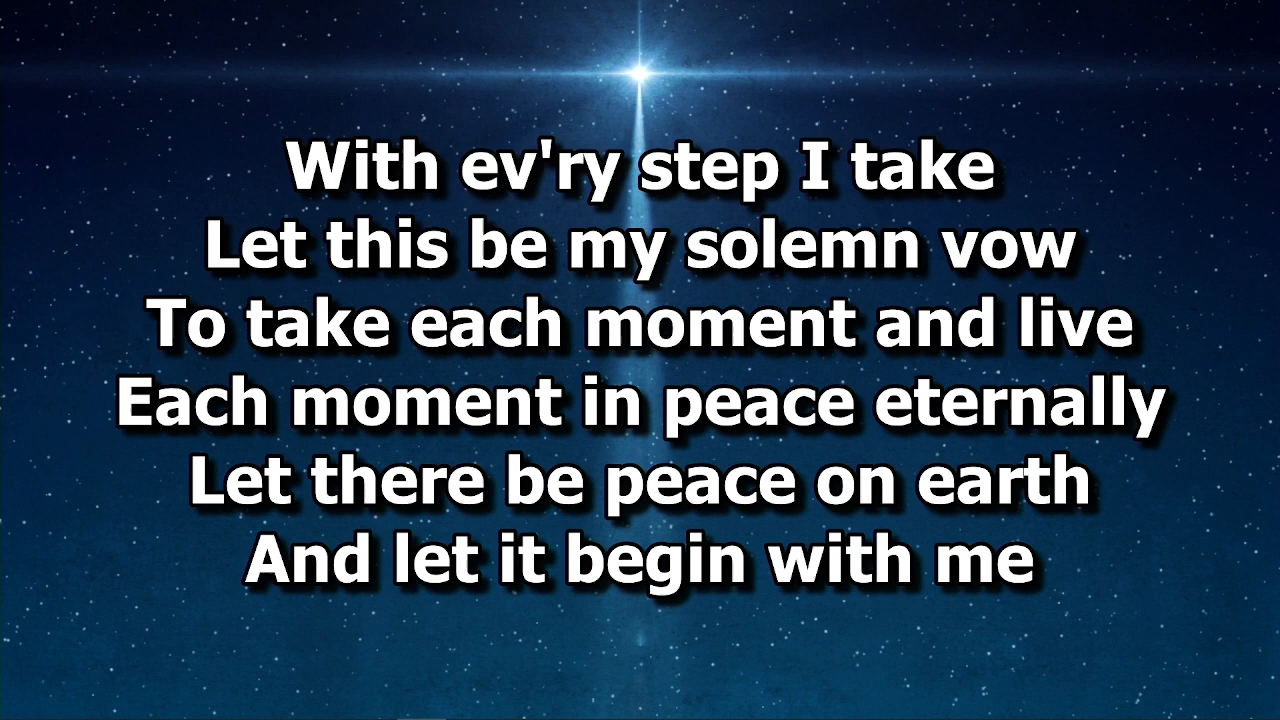 With ev'ry step I take
Let this be my solemn vow
To take each moment and live
Each moment in peace eternally
Let there be peace on earth
And let it begin with me